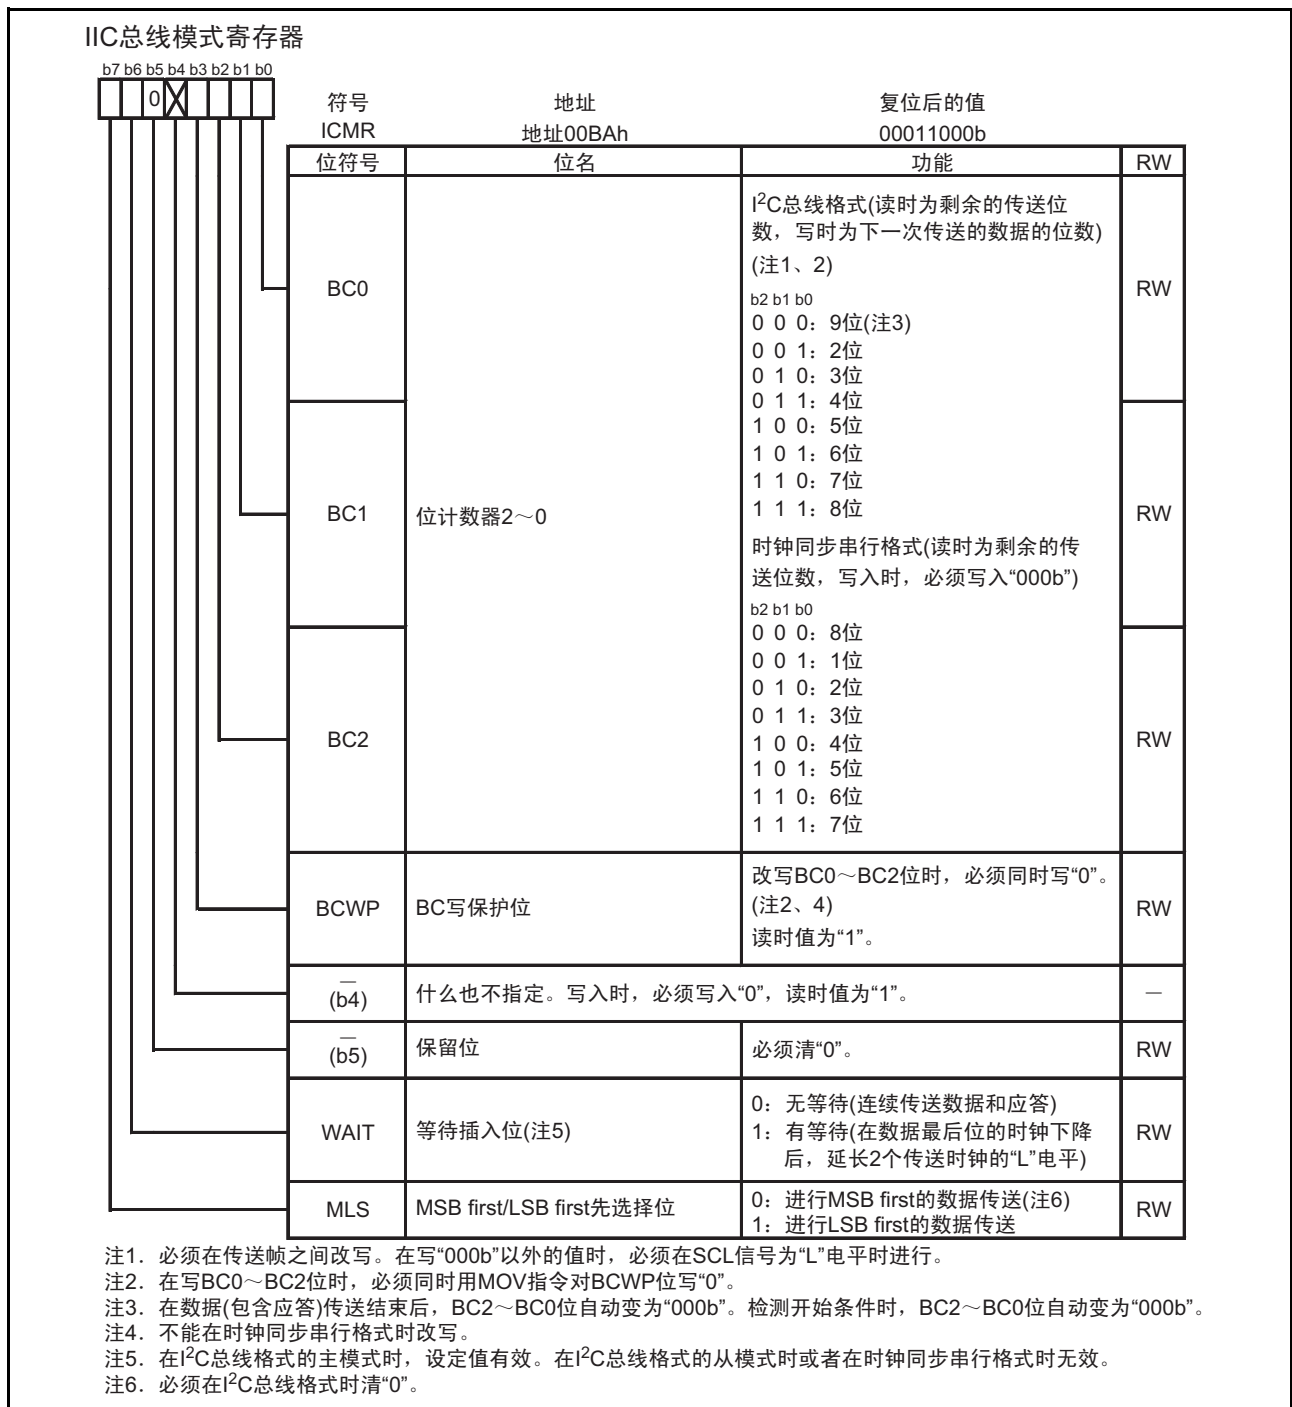 IIC总线模式寄存器
b7 b6 b5 b4 b3 b2 b1 b0
0
符号 地址 复位后的值
ICMR 地址00BAh 00011000b
位符号 位名 功能 RW
I²C总线格式(读时为剩余的传送位
数，写时为下一次传送的数据的位数)
(注1、2)
BC0 RW
b2 b1 b0
0 0 0：9位(注3)
0 0 1：2位
0 1 0：3位
0 1 1：4位
1 0 0：5位
1 0 1：6位
1 1 0：7位
1 1 1：8位
BC1 位计数器2～0 RW
时钟同步串行格式(读时为剩余的传
送位数，写入时，必须写入“000b”)
b2 b1 b0
0 0 0：8位
0 0 1：1位
0 1 0：2位
0 1 1：3位
1 0 0：4位
BC2 RW
1 0 1：5位
1 1 0：6位
1 1 1：7位
改写BC0～BC2位时，必须同时写“0”。
BCWP BC写保护位 (注2、4) RW
读时值为“1”。
— (b4) 什么也不指定。写入时，必须写入“0”，读时值为“1”。 —
— (b5) 保留位 必须清“0”。 RW
0：无等待(连续传送数据和应答)
WAIT 等待插入位(注5) 1：有等待(在数据最后位的时钟下降 RW
后，延长2个传送时钟的“L”电平)
MLS MSB first/LSB first先选择位 0：进行MSB first的数据传送(注6) RW
1：进行LSB first的数据传送
注1．必须在传送帧之间改写。在写“000b”以外的值时，必须在SCL信号为“L”电平时进行。
注2．在写BC0～BC2位时，必须同时用MOV指令对BCWP位写“0”。
注3．在数据(包含应答)传送结束后，BC2～BC0位自动变为“000b”。检测开始条件时，BC2～BC0位自动变为“000b”。
注4．不能在时钟同步串行格式时改写。
注5．在I²C总线格式的主模式时，设定值有效。在I²C总线格式的从模式时或者在时钟同步串行格式时无效。
注6．必须在I²C总线格式时清“0”。